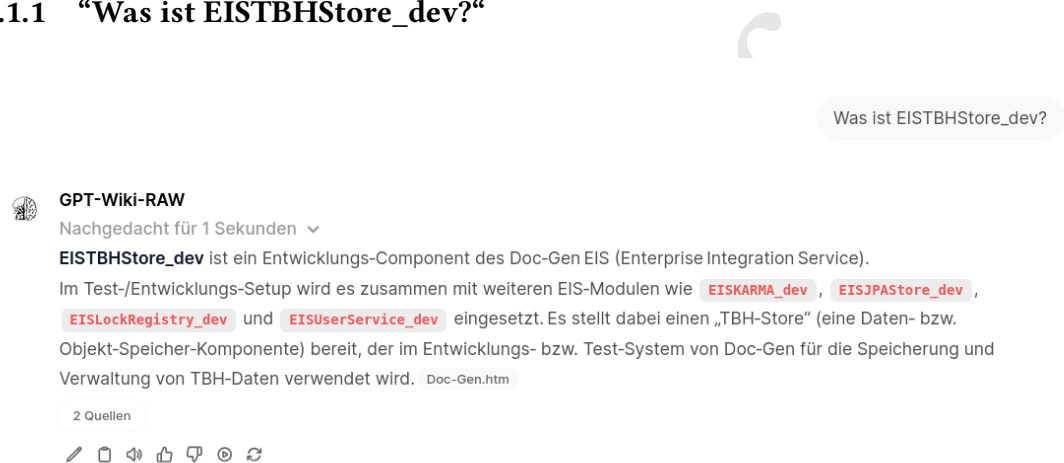 .1.1 “Was ist EISTBHStore_dev?“
Was ist EISTBHStore_dev?
GPT-Wiki-RAW
Nachgedacht für 1 Sekunden
EISTBHStore_dev ist ein Entwicklungs-Component des Doc-Gen EIS (Enterprise Integration Service).
Im Test-/Entwicklungs-Setup wird es zusammen mit weiteren EIS-Modulen wie EISKARMA_dev, EISJPAStore_dev,
EISLockRegistry_dev und EISUserService_dev eingesetzt. Es stellt dabei einen „TBH-Store“ (eine Daten- bzw.
Objekt-Speicher-Komponente) bereit, der im Entwicklungs- bzw. Test-System von Doc-Gen für die Speicherung und
Verwaltung von TBH-Daten verwendet wird. Doc-Gen.htm
2 Quellen